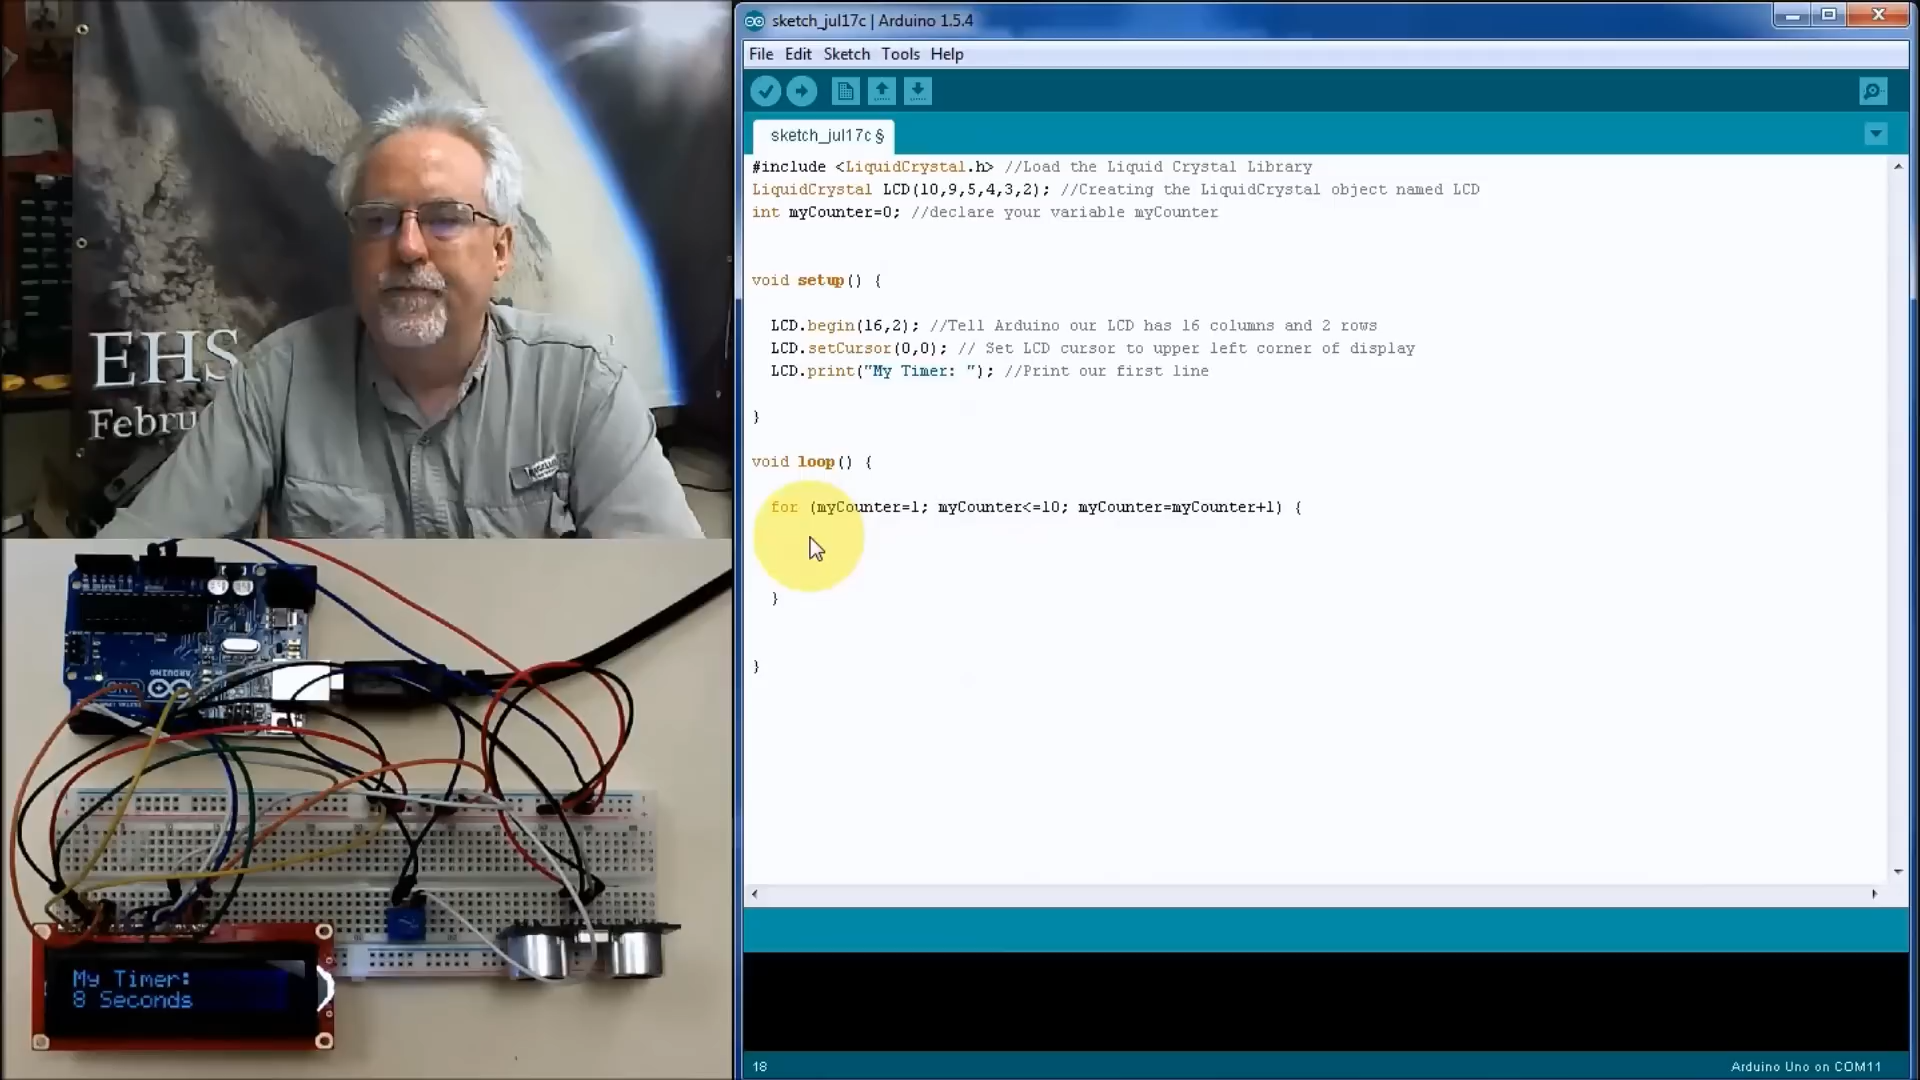 EHS
Febru
My Timer:
8 Seconds
sketch_jul17c | Arduino 1.5.4
File Edit Sketch Tools Help
sketch_jul17c §
#include <LiquidCrystal.h> //Load the Liquid Crystal Library
LiquidCrystal LCD(10,9,5,4,3,2); //Creating the LiquidCrystal object named LCD
int myCounter=0; //declare your variable myCounter
void setup() {
LCD.begin(16,2); //Tell Arduino our LCD has 16 columns and 2 rows
LCD.setCursor(0,0); // Set LCD cursor to upper left corner of display
LCD.print("My Timer: "); //Print our first line
}
void loop() {
for (myCounter=1; myCounter<=10; myCounter=myCounter+1) {
}
}
18
Arduino Uno on COM11